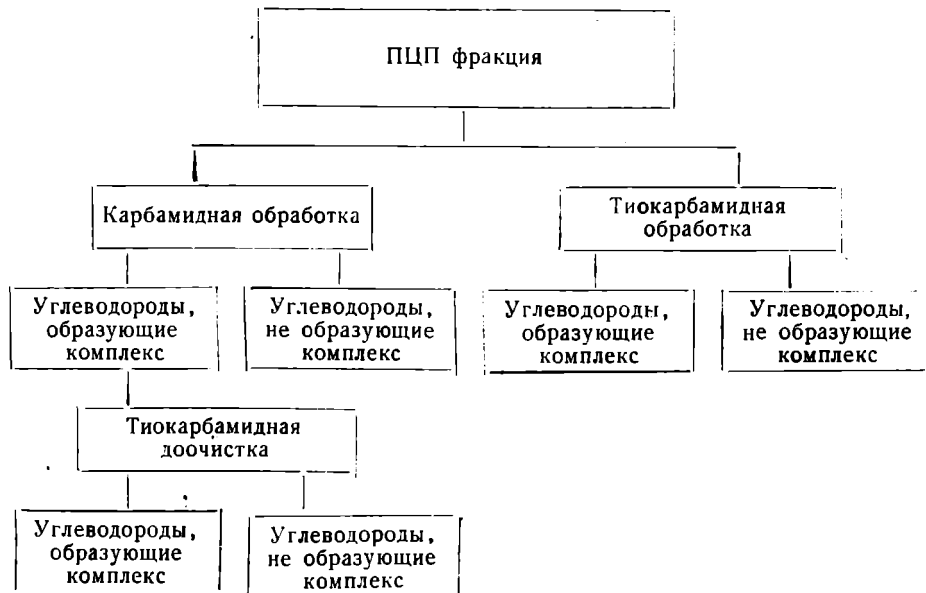 ПЦП фракция
Карбамидная обработка
Тиокарбамидная
обработка
Углеводороды,
образующие
комплекс
Углеводороды,
не образующие
комплекс
Углеводороды,
образующие
комплекс
Углеводороды,
не образующие
комплекс
Тиокарбамидная
доочистка
Углеводороды,
образующие
комплекс
Углеводороды,
не образующие
комплекс